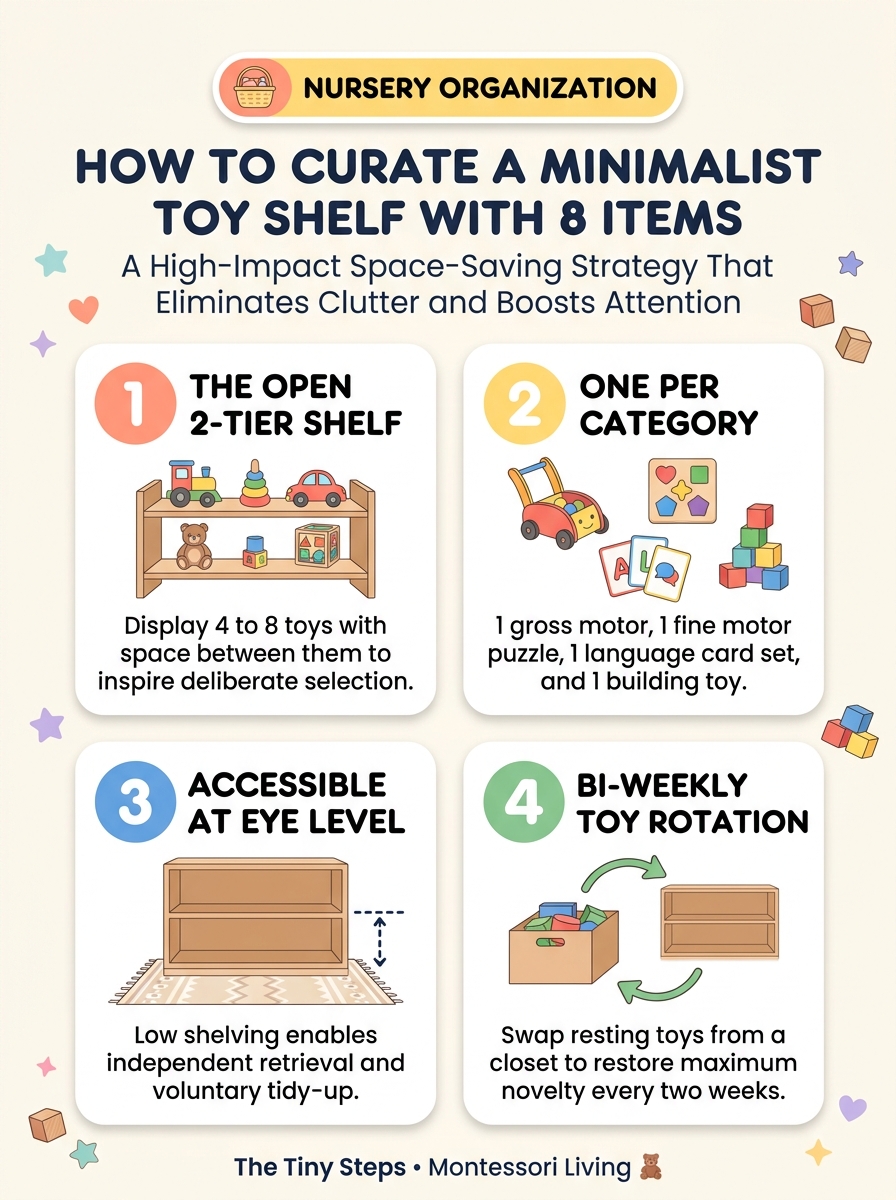 NURSERY ORGANIZATION
HOW TO CURATE A MINIMALIST
TOY SHELF WITH 8 ITEMS
A High-Impact Space-Saving Strategy That
Eliminates Clutter and Boosts Attention
1
THE OPEN
2-TIER SHELF
Display 4 to 8 toys with
space between them to
inspire deliberate selection.
2
ONE PER
CATEGORY
A
L
1 gross motor, 1 fine motor
puzzle, 1 language card set,
and 1 building toy.
3
ACCESSIBLE
AT EYE LEVEL
Low shelving enables
independent retrieval and
voluntary tidy-up.
4
BI-WEEKLY
TOY ROTATION
Swap resting toys from a
closet to restore maximum
novelty every two weeks.
The Tiny Steps • Montessori Living